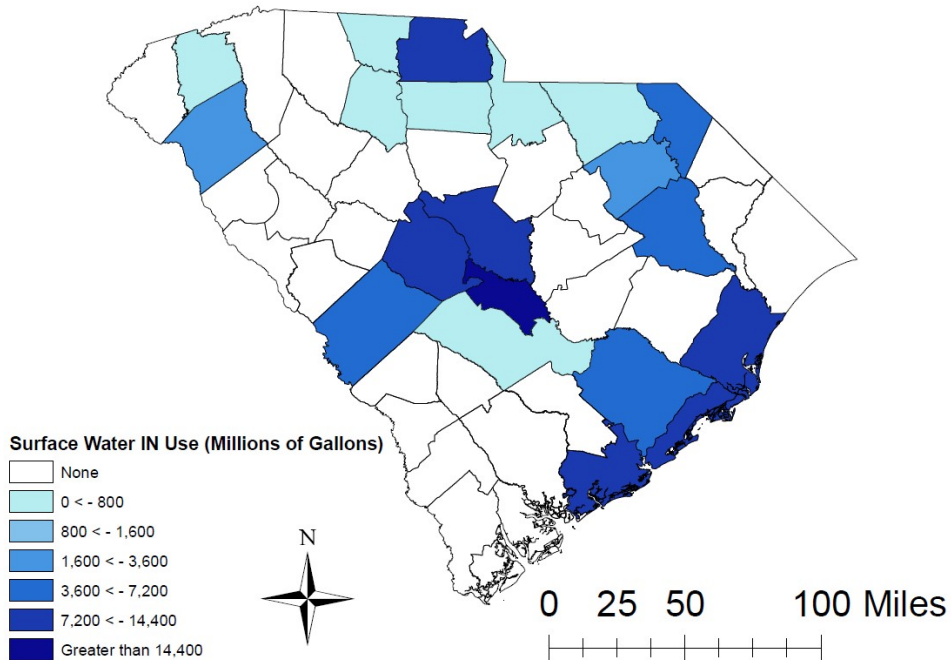 Surface Water IN Use (Millions of Gallons)
None
0 < - 800
800 < - 1,600
1,600 < - 3,600
3,600 < - 7,200
7,200 < - 14,400
Greater than 14,400
N
0 25 50 100 Miles